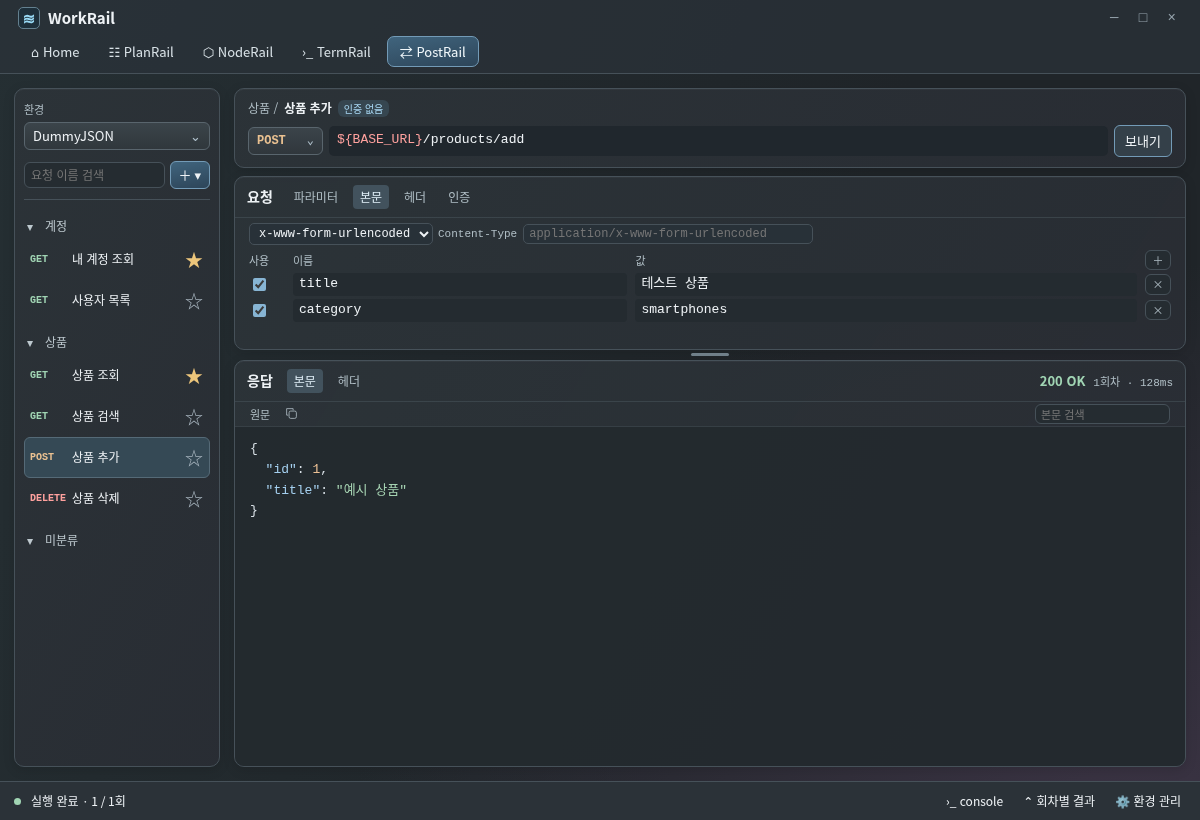 WorkRail
Home PlanRail NodeRail ›_ TermRail PostRail
환경
DummyJSON
요청 이름 검색 + ▾
▾ 계정
GET 내 계정 조회 ★
GET 사용자 목록 ☆
▾ 상품
GET 상품 조회 ★
GET 상품 검색 ☆
POST 상품 추가 ☆
DELETE 상품 삭제 ☆
▾ 미분류
상품 / 상품 추가 인증 없음
POST ${BASE_URL}/products/add 보내기
요청 파라미터 본문 헤더 인증
x-www-form-urlencoded Content-Type application/x-www-form-urlencoded
사용 이름 값 +
title 테스트 상품 ×
category smartphones ×
응답 본문 헤더 200 OK 1회차 · 128ms
원문 본문 검색
{
"id": 1,
"title": "예시 상품"
}
실행 완료 · 1 / 1회 ›_ console ⌃ 회차별 결과 ⚙️ 환경 관리